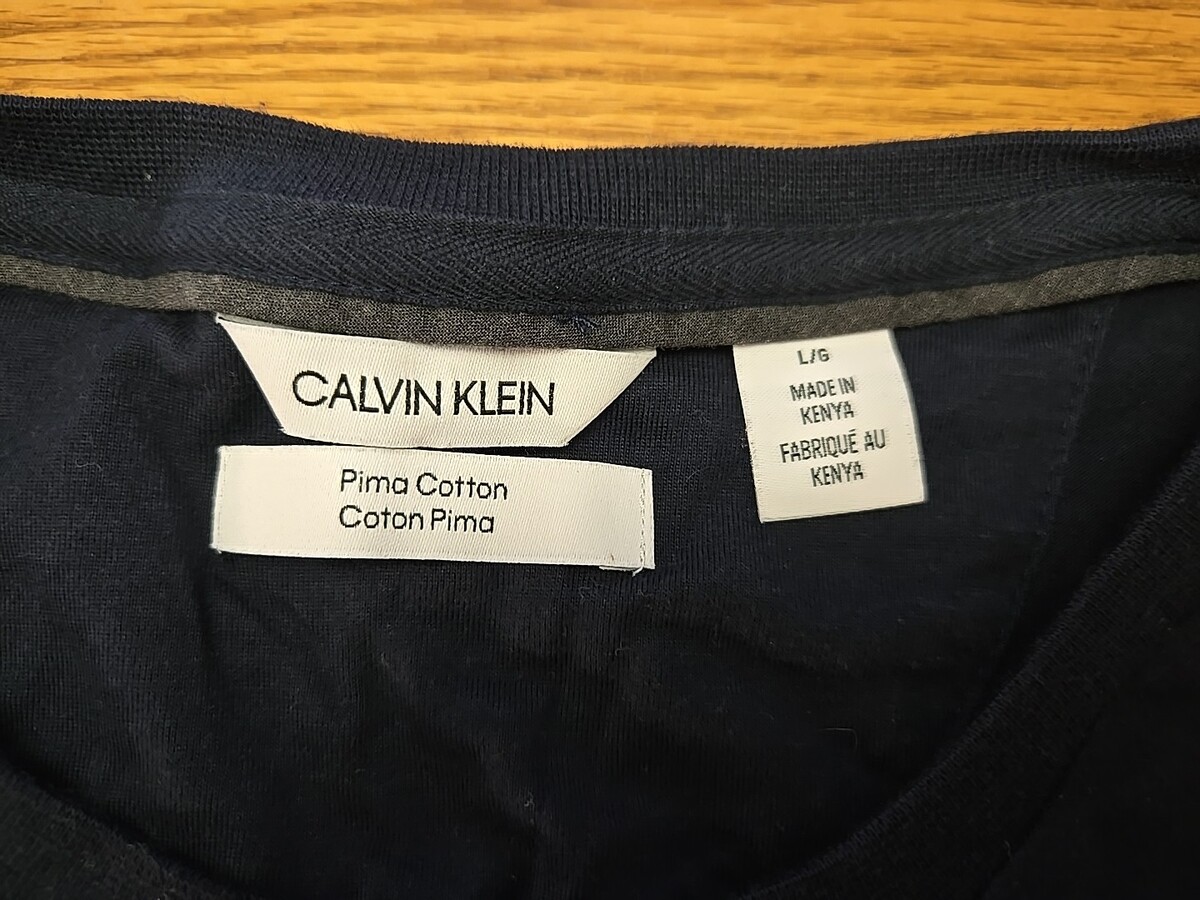 CALVIN KLEIN
Pima Cotton
Coton Pima
L/G
MADE IN
KENYA
FABRIQUÉ AU
KENYA